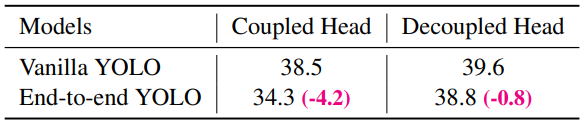 Models Coupled Head Decoupled Head
Vanilla YOLO 38.5 39.6
End-to-end YOLO 34.3 (-4.2) 38.8 (-0.8)